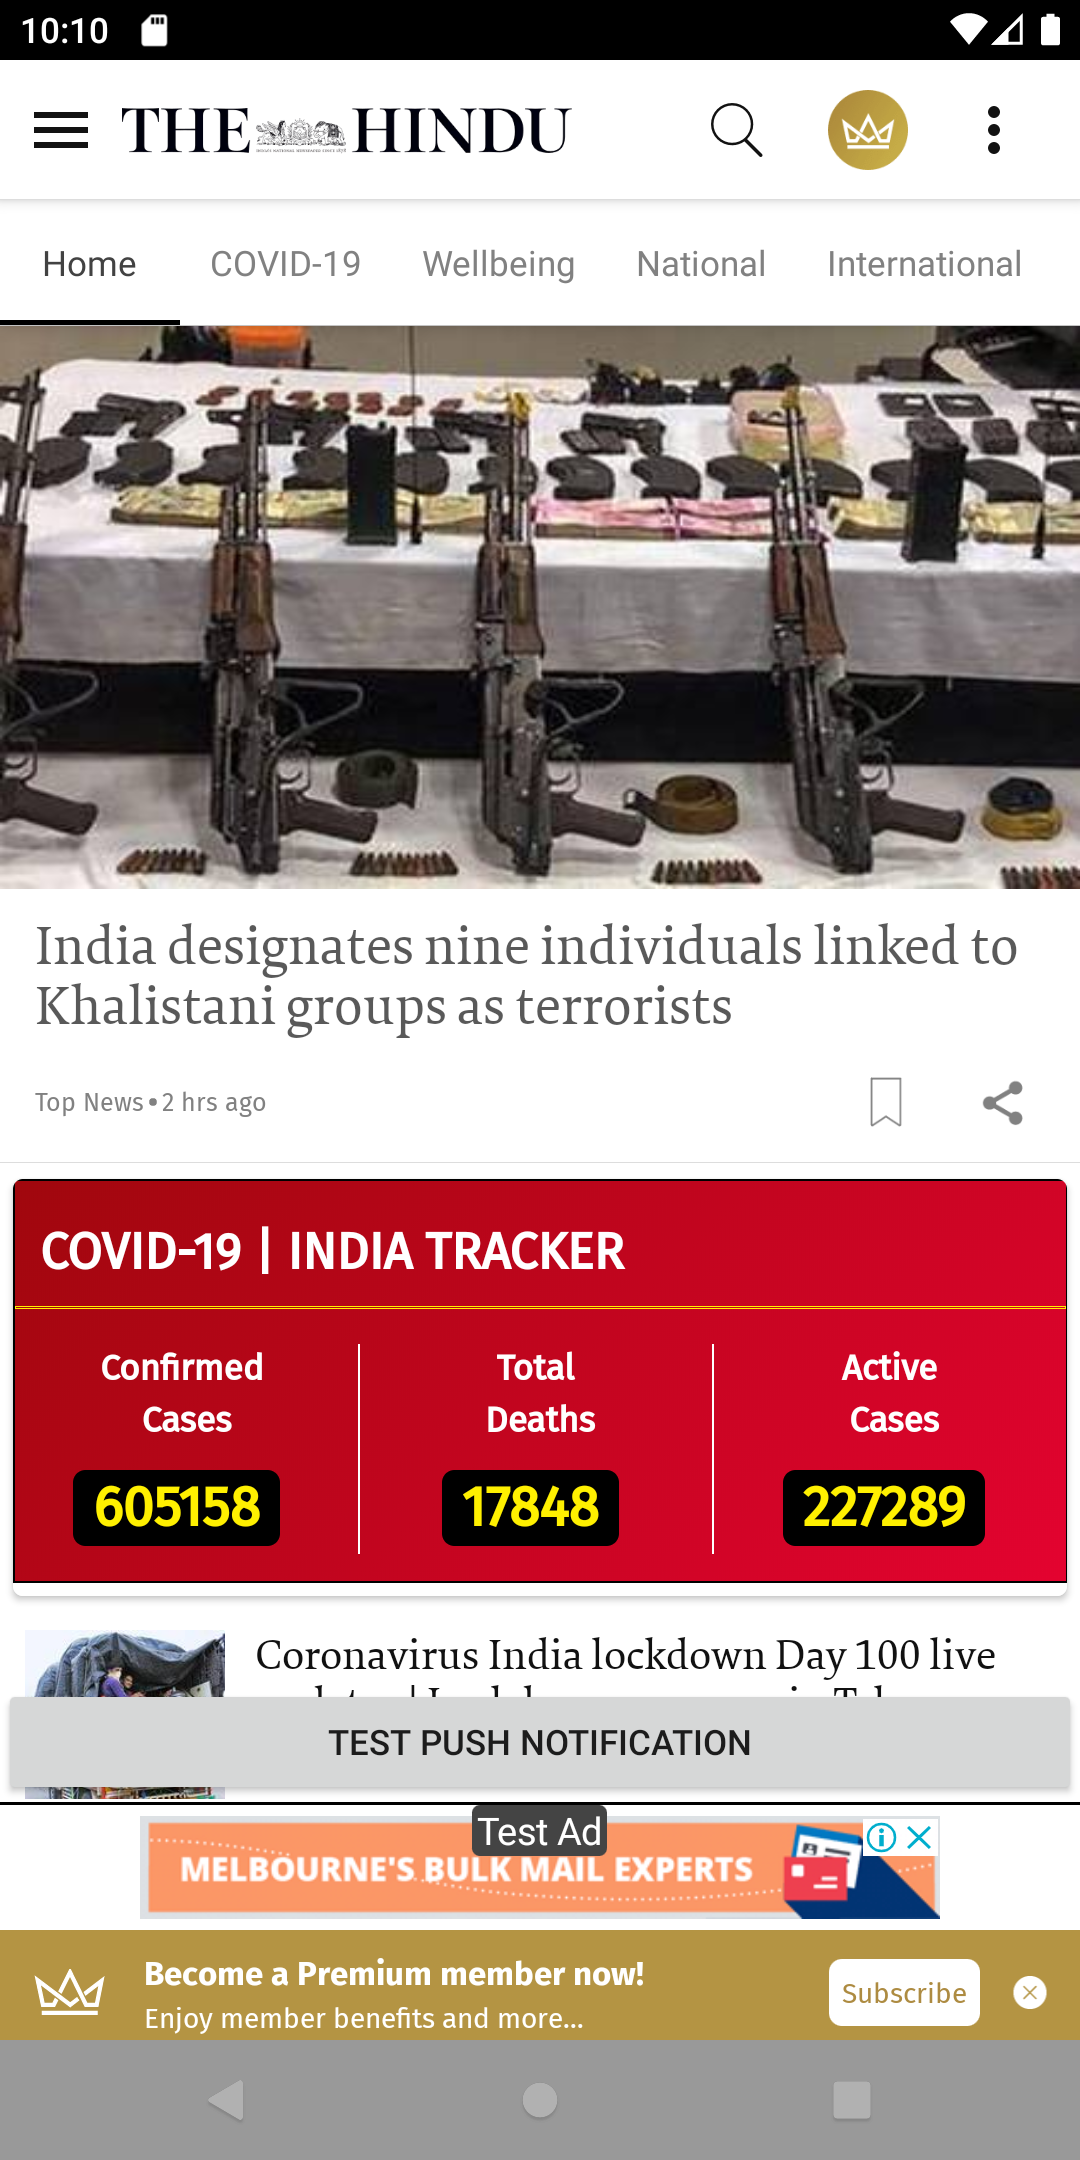 10:10
THE HINDU
Home COVID-19 Wellbeing National International
India designates nine individuals linked to
Khalistani groups as terrorists
Top News • 2 hrs ago
COVID-19 | INDIA TRACKER
Confirmed
Cases
605158
Total
Deaths
17848
Active
Cases
227289
Coronavirus India lockdown Day 100 live
TEST PUSH NOTIFICATION
Test Ad
MELBOURNE'S BULK MAIL EXPERTS
Become a Premium member now!
Enjoy member benefits and more...
Subscribe